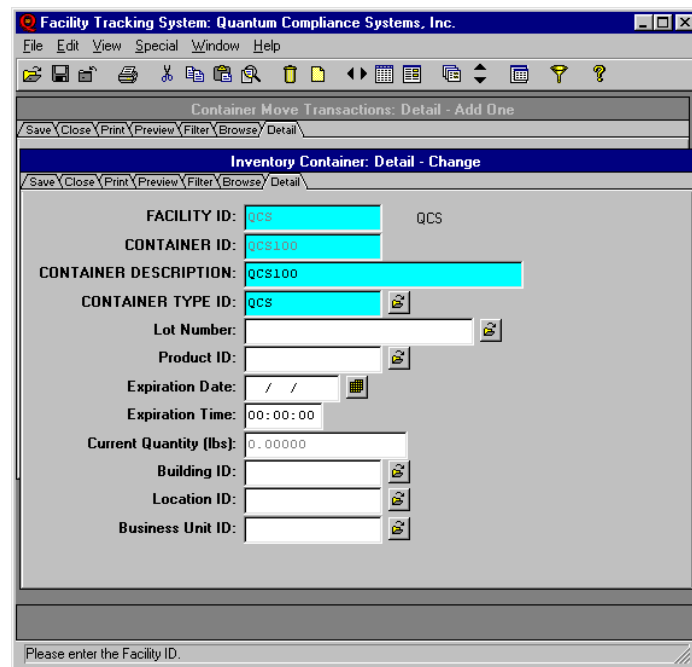 Facility Tracking System: Quantum Compliance Systems, Inc.
File Edit View Special Window Help
Container Move Transactions: Detail - Add One
Save Close Print Preview Filter Browse Detail
Inventory Container: Detail - Change
Save Close Print Preview Filter Browse Detail
FACILITY ID: QCS QCS
CONTAINER ID: QCS100
CONTAINER DESCRIPTION: QCS100
CONTAINER TYPE ID: QCS
Lot Number:
Product ID:
Expiration Date: / /
Expiration Time: 00:00:00
Current Quantity (lbs): 0.00000
Building ID:
Location ID:
Business Unit ID:
Please enter the Facility ID.